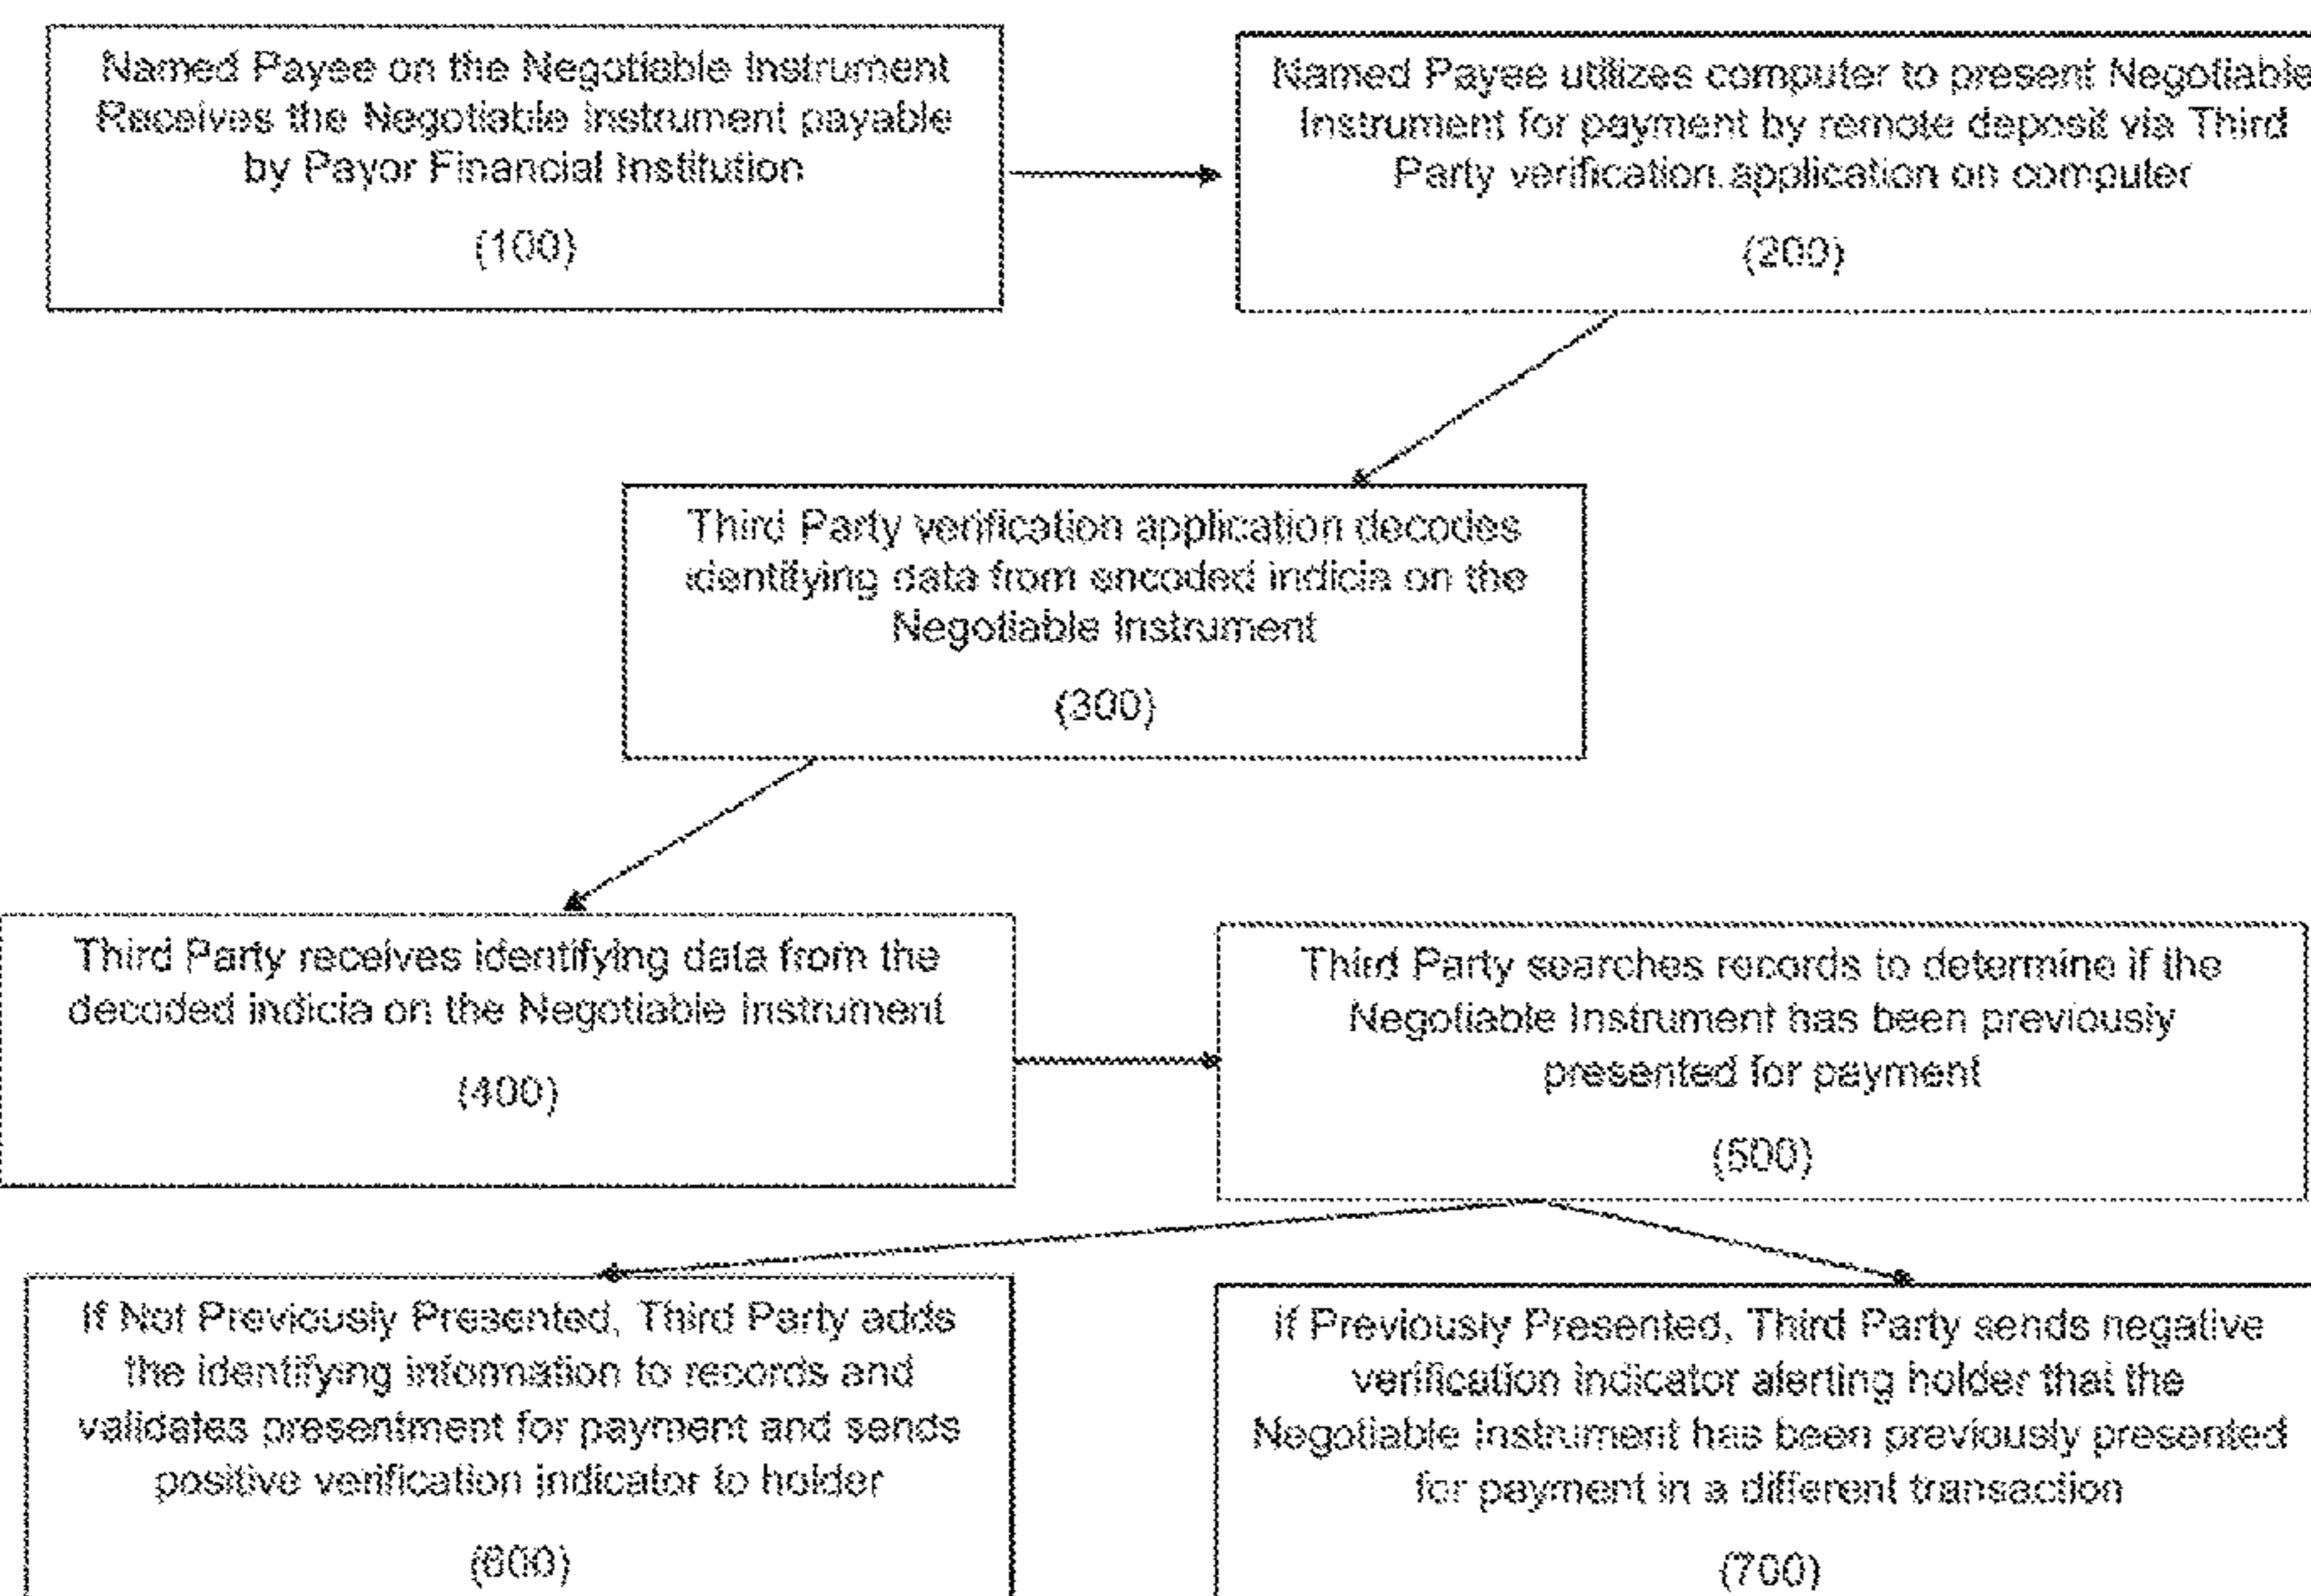 Named Payee on the Negotiable Instrument
Receives the Negotiable instrument payable
by Payor Financial Institution
(100)
Named Payee utilizes computer to present Negotiable
Instrument for payment by remote deposit via Third
Party verification application on computer
(200)
Third Party verification application decodes
identifying data from encoded indicia on the
Negotiable Instrument
(300)
Third Party receives identifying data from the
decoded indicia on the Negotiable Instrument
(400)
Third Party searches records to determine if the
Negotiable Instrument has been previously
presented for payment
(500)
If Not Previously Presented, Third Party adds
the identifying information to records and
validates presentment for payment and sends
positive verification indicator to holder
(600)
If Previously Presented, Third Party sends negative
verification indicator alerting holder that the
Negotiable Instrument has been previously presented
for payment in a different transaction
(700)